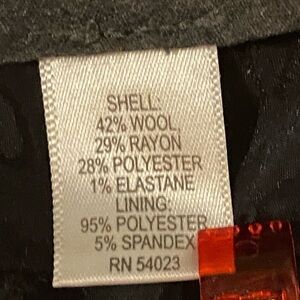 SHELL:
42% WOOL
29% RAYON
28% POLYESTER
1% ELASTANE
LINING:
95% POLYESTER
5% SPANDEX
RN 54023